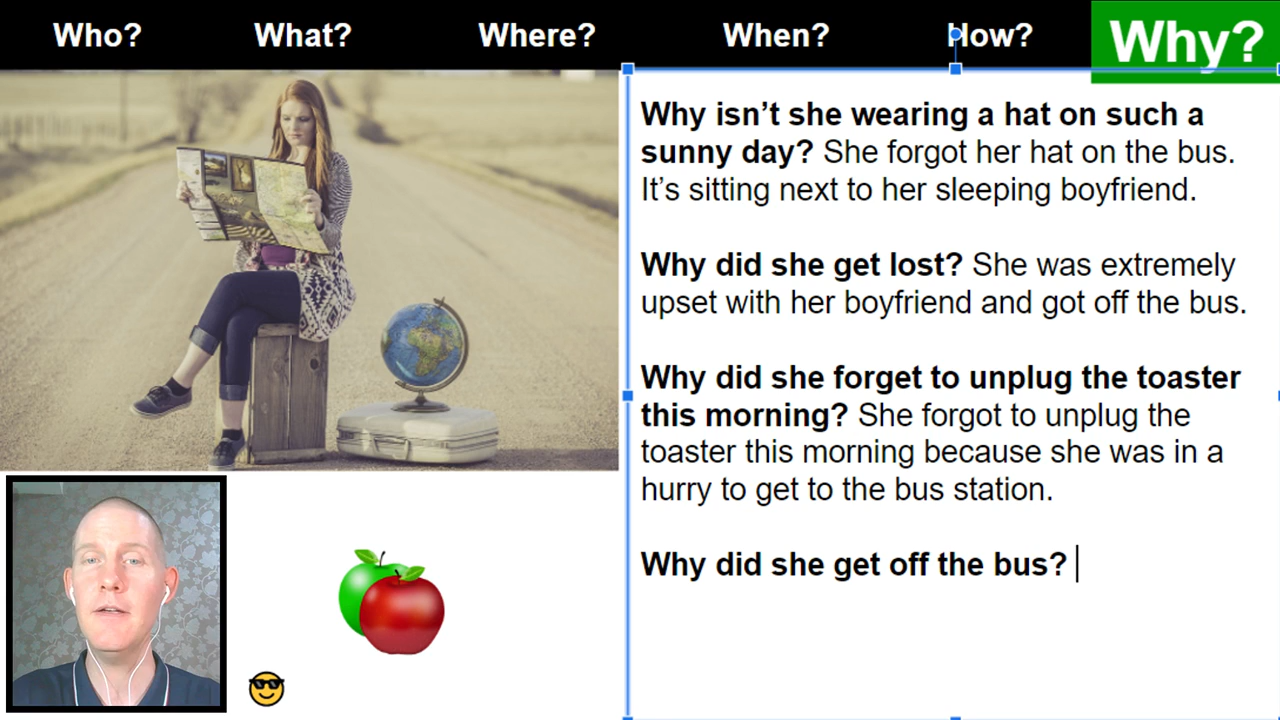 Who? What? Where? When? How? Why?
Why isn’t she wearing a hat on such a
sunny day? She forgot her hat on the bus.
It’s sitting next to her sleeping boyfriend.
Why did she get lost? She was extremely
upset with her boyfriend and got off the bus.
Why did she forget to unplug the toaster
this morning? She forgot to unplug the
toaster this morning because she was in a
hurry to get to the bus station.
Why did she get off the bus?